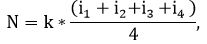 N = k * (i₁ + i₂+i₃ +i₄ ) / 4 ,